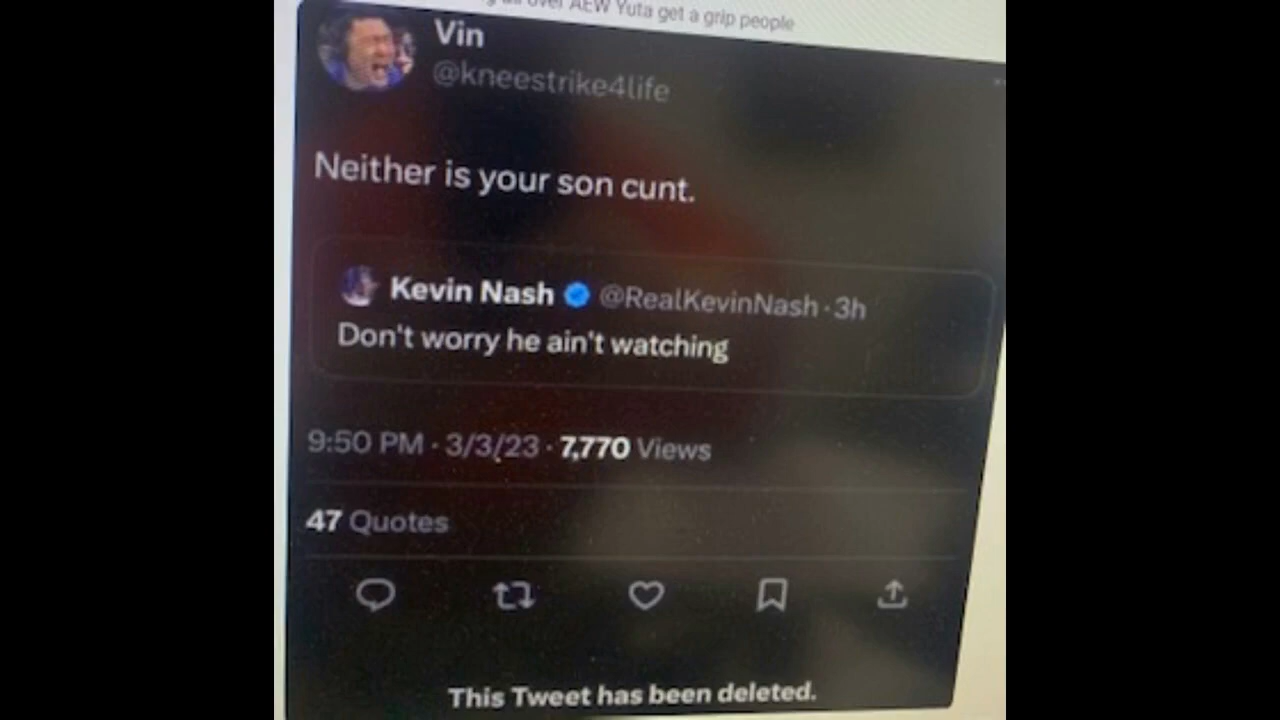 over AEW Yuta get a grip people
Vin
@kneestrike4life
Neither is your son cunt.
Kevin Nash @RealKevinNash · 3h
Don't worry he ain't watching
9:50 PM · 3/3/23 · 7,770 Views
47 Quotes
This Tweet has been deleted.